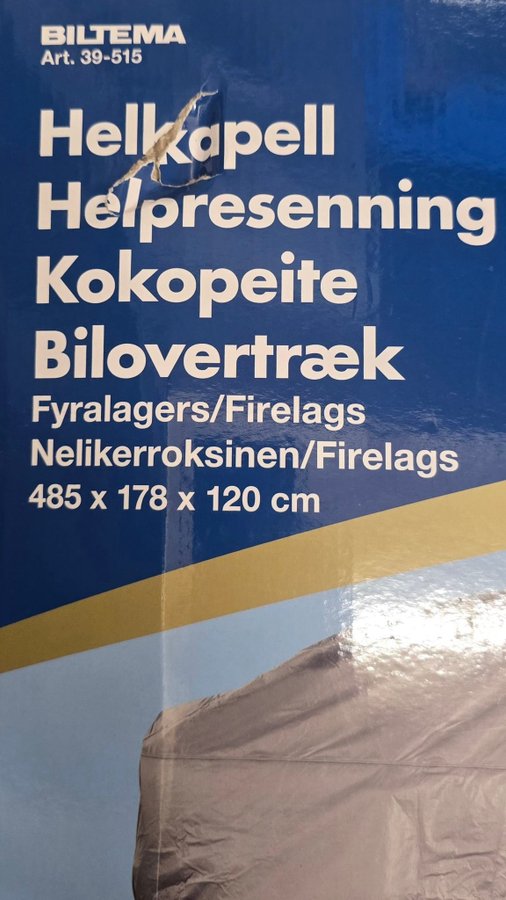 BILTEMA
Art. 39-515
Helkapell
Helpresenning
Kokopeite
Bilovertræk
Fyralagers/Firelags
Nelikerroksinen/Firelags
485 x 178 x 120 cm